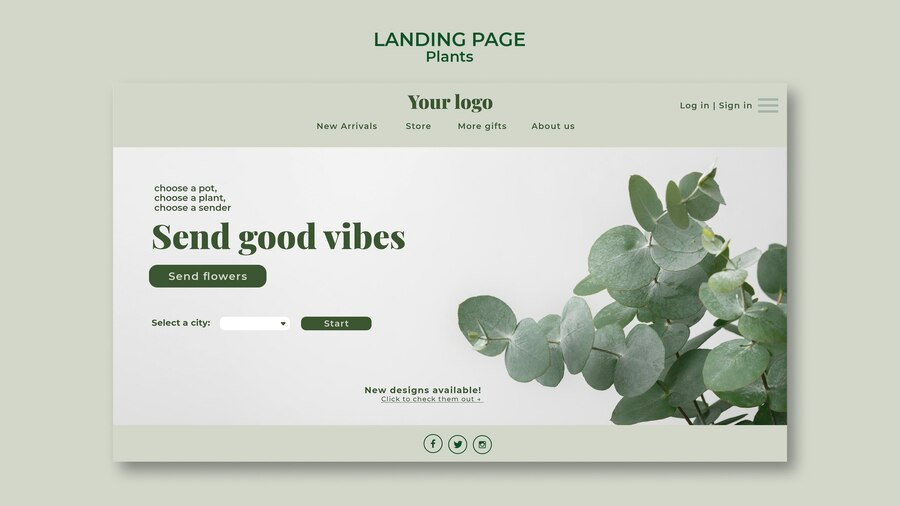 LANDING PAGE
Plants
Your logo
Log in | Sign in
New Arrivals Store More gifts About us
choose a pot,
choose a plant,
choose a sender
Send good vibes
Send flowers
Select a city: Start
New designs available!
Click to check them out →